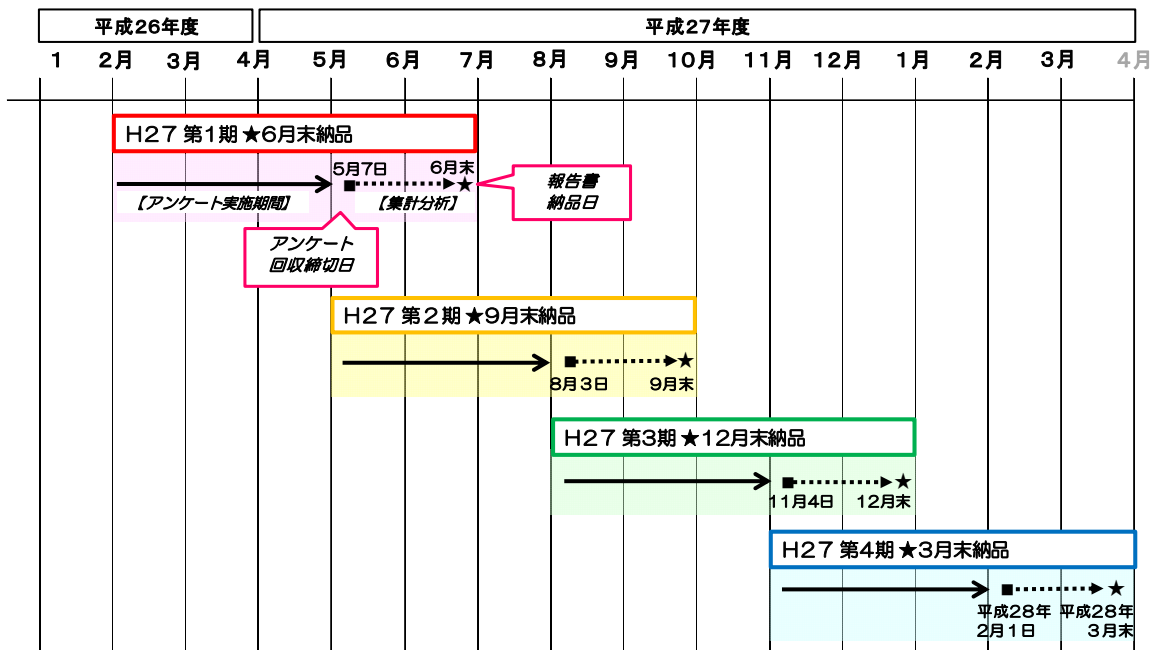 平成26年度
平成27年度
1 2月 3月 4月 5月 6月 7月 8月 9月 10月 11月 12月 1月 2月 3月 4月
H27 第1期 ★6月末納品
5月7日
6月末
【アンケート実施期間】
【集計分析】
報告書
納品日
アンケート
回収締切日
H27 第2期 ★9月末納品
8月3日
9月末
H27 第3期 ★12月末納品
11月4日
12月末
H27 第4期 ★3月末納品
平成28年
2月1日
平成28年
3月末